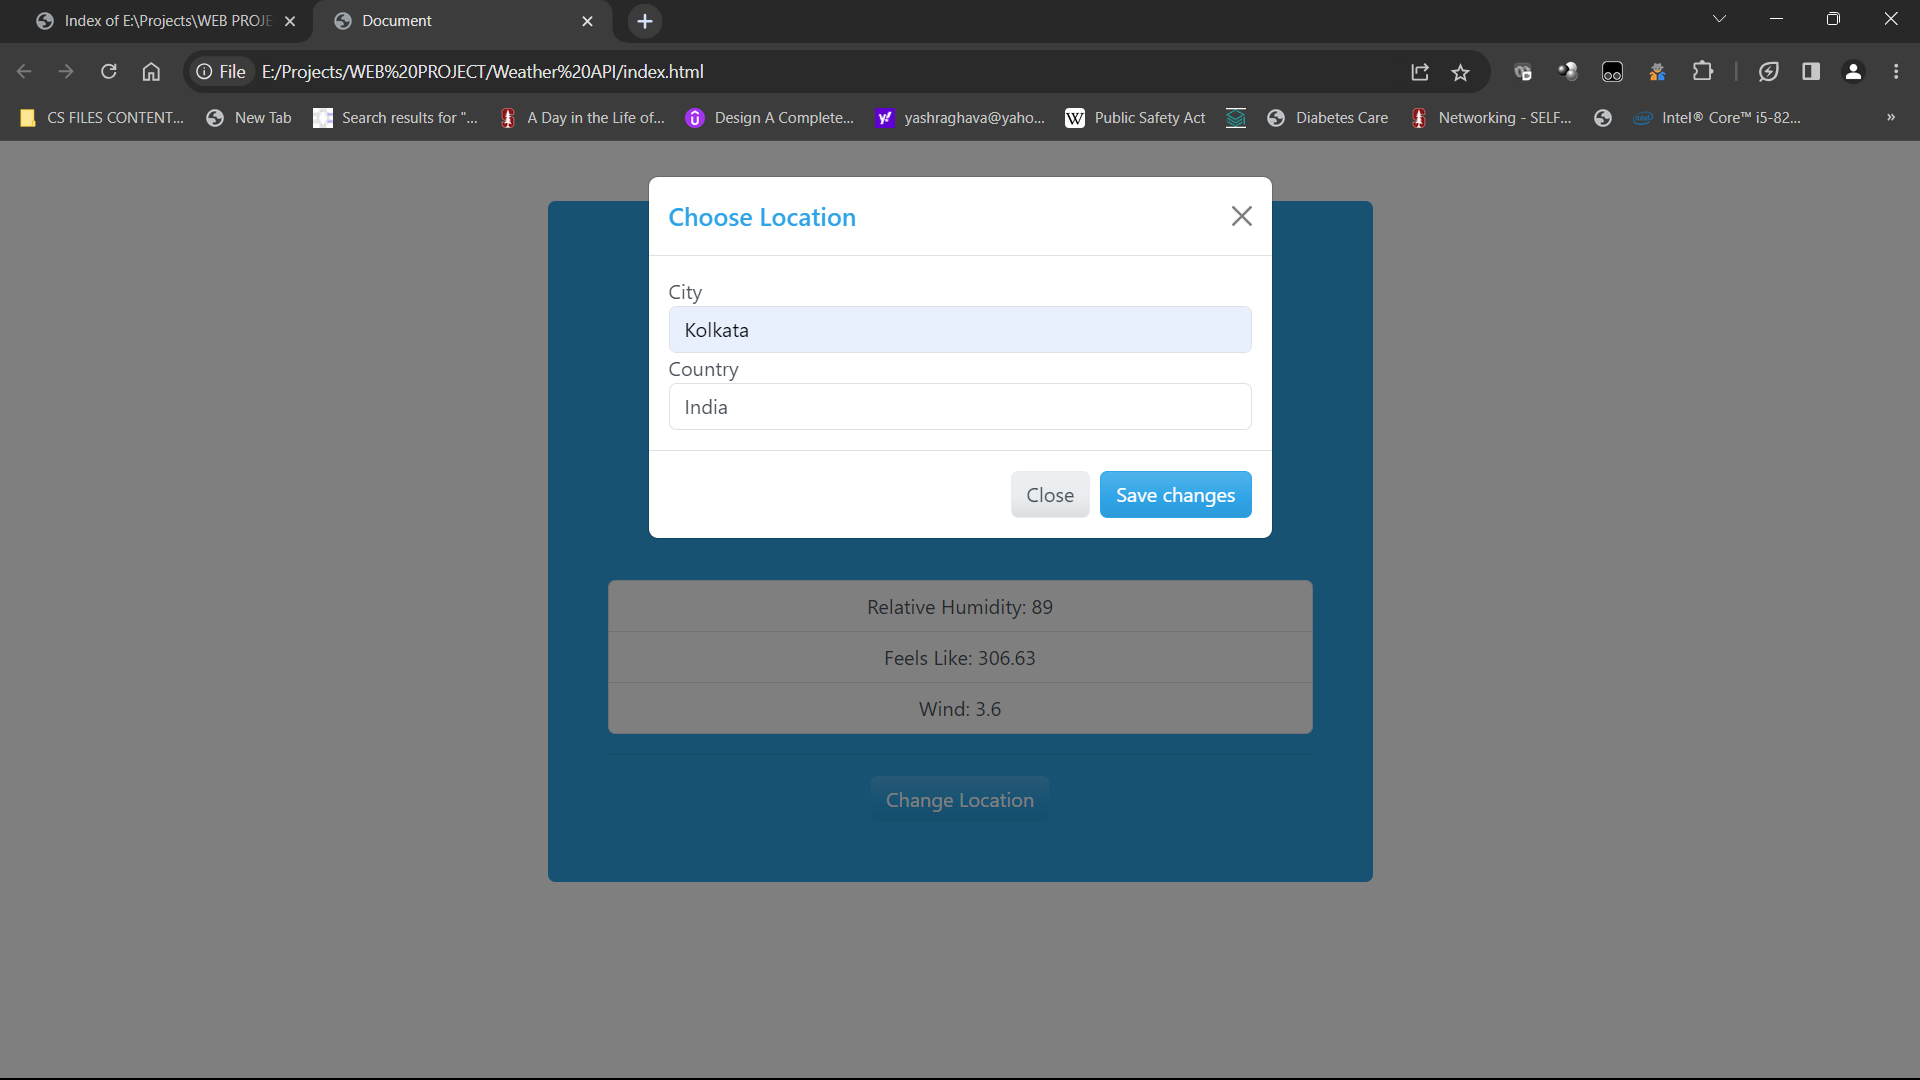 Index of E:\Projects\WEB PROJE
Document
File E:/Projects/WEB%20PROJECT/Weather%20API/index.html
CS FILES CONTENT... New Tab Search results for "... A Day in the Life of... Design A Complete... yashraghava@yaho... Public Safety Act Diabetes Care Networking - SELF... Intel® Core™ i5-82... »
Choose Location
City
Kolkata
Country
India
Close Save changes
Relative Humidity: 89
Feels Like: 306.63
Wind: 3.6
Change Location